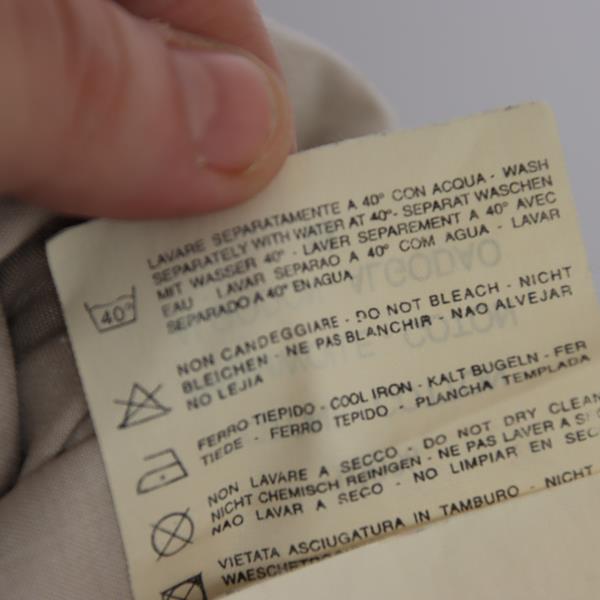 LAVARE SEPARATAMENTE A 40° CON ACQUA - WASH
SEPARATELY WITH WATER AT 40° - SEPARAT WASCHEN
MIT WASSER 40° - LAVER SEPAREMENT A 40° AVEC
EAU LAVAR SEPARAO A 40° COM AGUA - LAVAR
SEPARADO A 40° EN AGUA
40°
NON CANDEGGIARE - DO NOT BLEACH - NICHT
BLEICHEN - NE PAS BLANCHIR - NAO ALVEJAR
NO LEJIA
FERRO TIEPIDO - COOL IRON - KALT BUGELN - FER
TIEDE - FERRO TEPIDO - PLANCHA TEMPLADA
NON LAVARE A SECCO - DO NOT DRY CLEAN
NICHT CHEMISCH REINIGEN - NE PAS LAVER A
NAO LAVAR A SECO - NO LIMPIAR EN
VIETATA ASCIUGATURA IN TAMBURO - NICHT